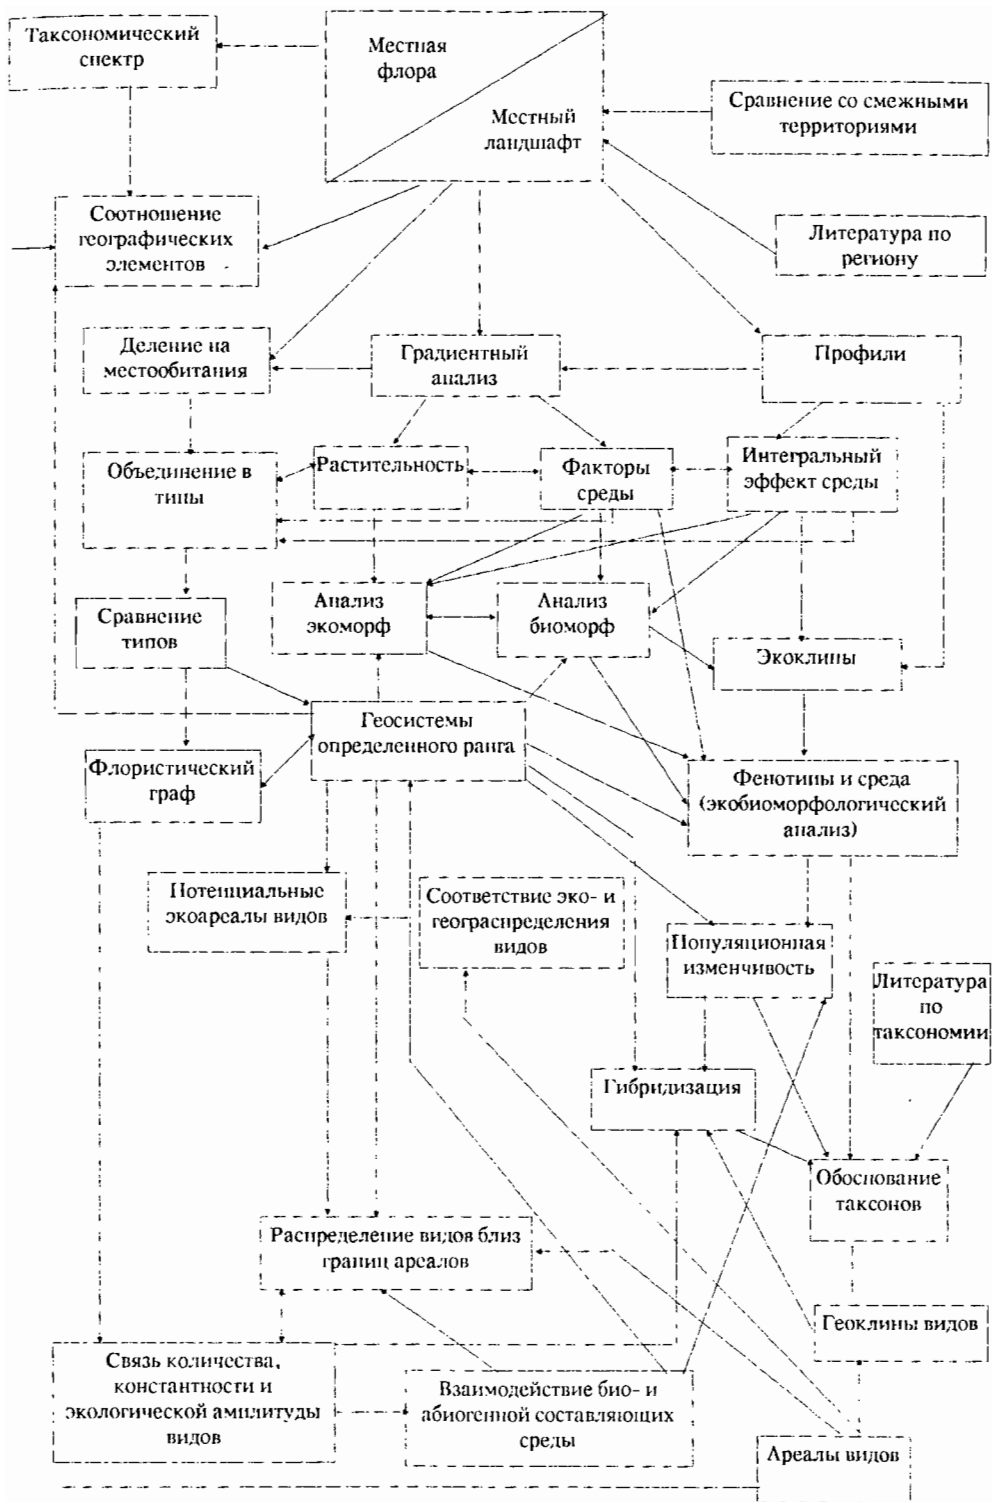 Таксономический
спектр
Местная
флора
Местный
ландшафт
Сравнение со смежными
территориями
Соотношение
географических
элементов
Литература по
региону
Деление на
местообитания
Градиентный
анализ
Профили
Объединение в
типы
Растительность
Факторы
среды
Интегральный
эффект среды
Сравнение
типов
Анализ
экоморф
Анализ
биоморф
Экоклины
Геосистемы
определенного ранга
Флористический
граф
Фенотипы и среда
(экобиоморфологический
анализ)
Потенциальные
экоареалы видов
Соответствие эко- и
геораспределения
видов
Популяционная
изменчивость
Литература
по
таксономии
Гибридизация
Обоснование
таксонов
Распределение видов близ
границ ареалов
Геоклины видов
Связь количества,
константности и
экологической амплитуды
видов
Взаимодействие био- и
абиогенной составляющих
среды
Ареалы видов